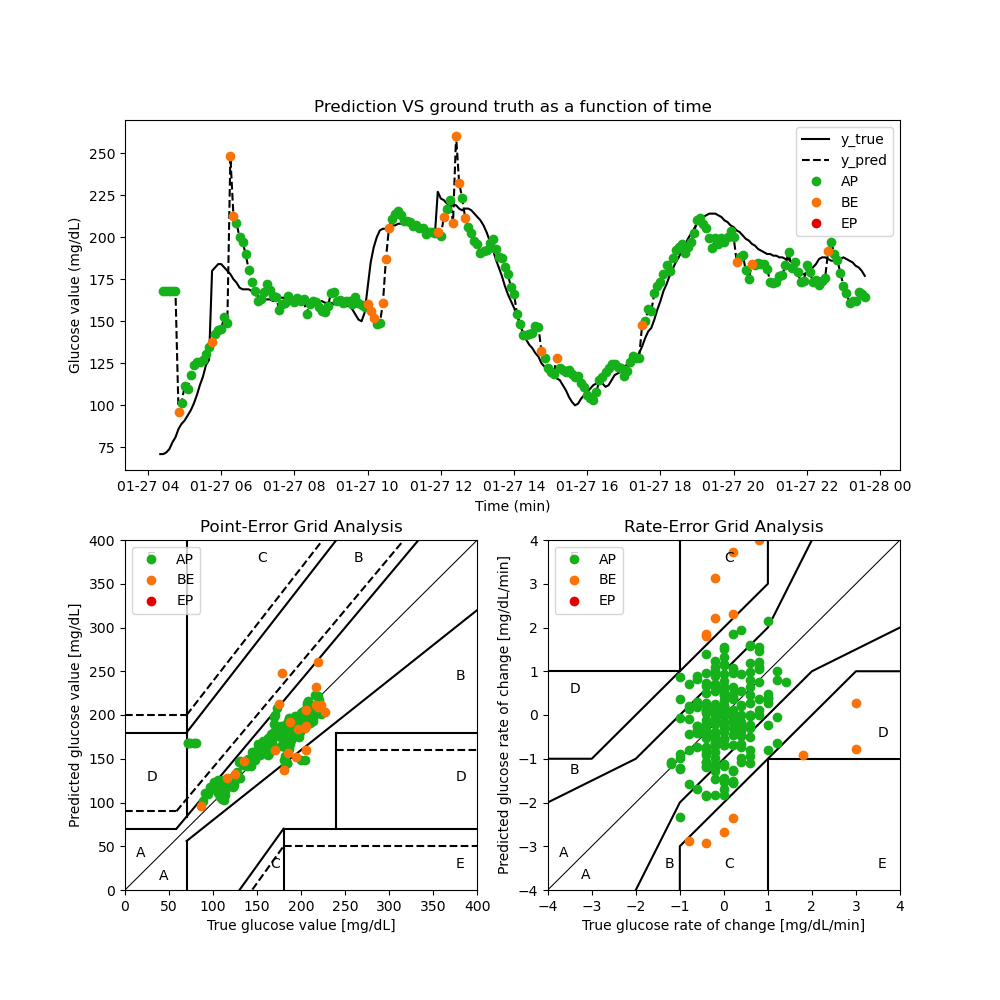 Prediction VS ground truth as a function of time
Glucose value (mg/dL)
250
225
200
175
150
125
100
75
y_true
y_pred
AP
BE
EP
01-27 04 01-27 06 01-27 08 01-27 10 01-27 12 01-27 14 01-27 16 01-27 18 01-27 20 01-27 22 01-28 00
Time (min)
Point-Error Grid Analysis
Predicted glucose value [mg/dL]
400
350
300
250
200
150
100
50
0
AP
BE
EP
C
B
B
D
D
A
A
C
E
0 50 100 150 200 250 300 350 400
True glucose value [mg/dL]
Rate-Error Grid Analysis
Predicted glucose rate of change [mg/dL/min]
4
3
2
1
0
−1
−2
−3
−4
AP
BE
EP
C
D
D
B
A
A
B
C
E
−4 −3 −2 −1 0 1 2 3 4
True glucose rate of change [mg/dL/min]